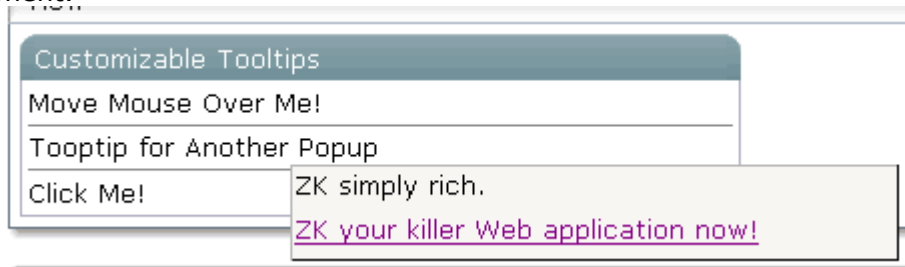 Customizable Tooltips
Move Mouse Over Me!
Tooptip for Another Popup
Click Me!
ZK simply rich.
ZK your killer Web application now!